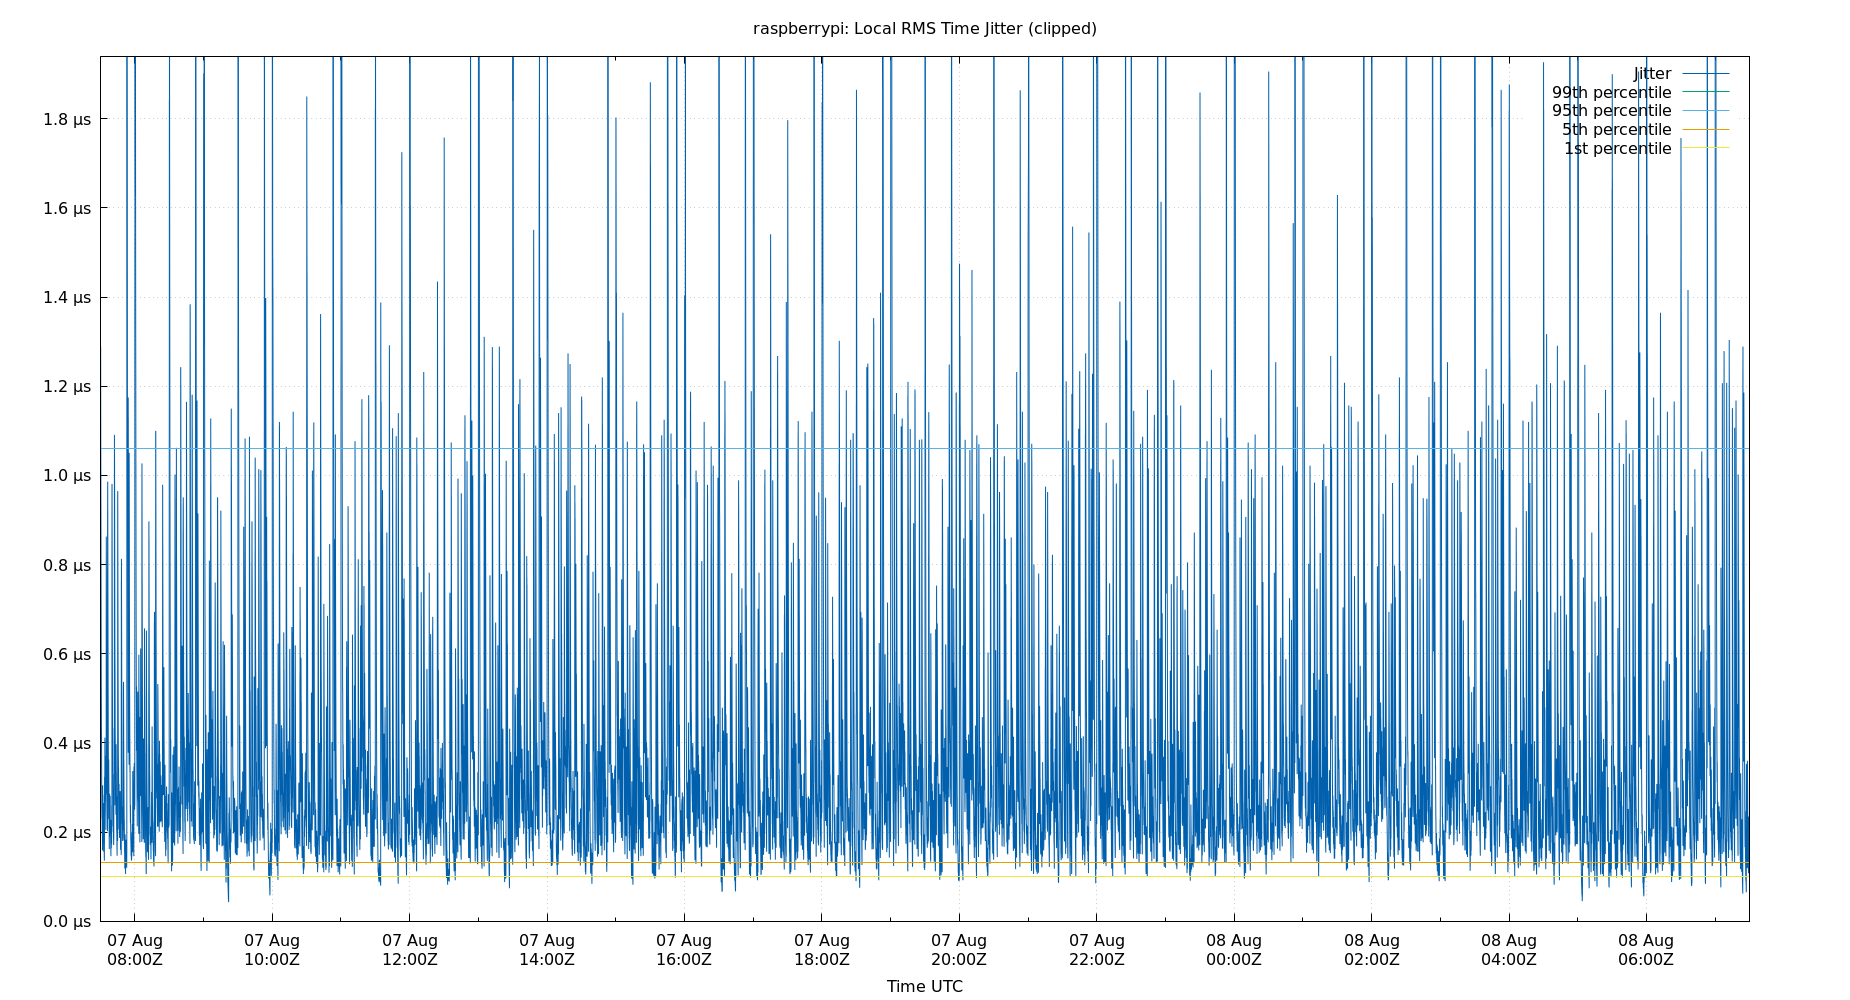 raspberrypi: Local RMS Time Jitter (clipped)
Jitter
99th percentile
95th percentile
5th percentile
1st percentile
1.8 µs
1.6 µs
1.4 µs
1.2 µs
1.0 µs
0.8 µs
0.6 µs
0.4 µs
0.2 µs
0.0 µs
07 Aug 07 Aug 07 Aug 07 Aug 07 Aug 07 Aug 07 Aug 07 Aug 08 Aug 08 Aug 08 Aug 08 Aug
08:00Z 10:00Z 12:00Z 14:00Z 16:00Z 18:00Z 20:00Z 22:00Z 00:00Z 02:00Z 04:00Z 06:00Z
Time UTC